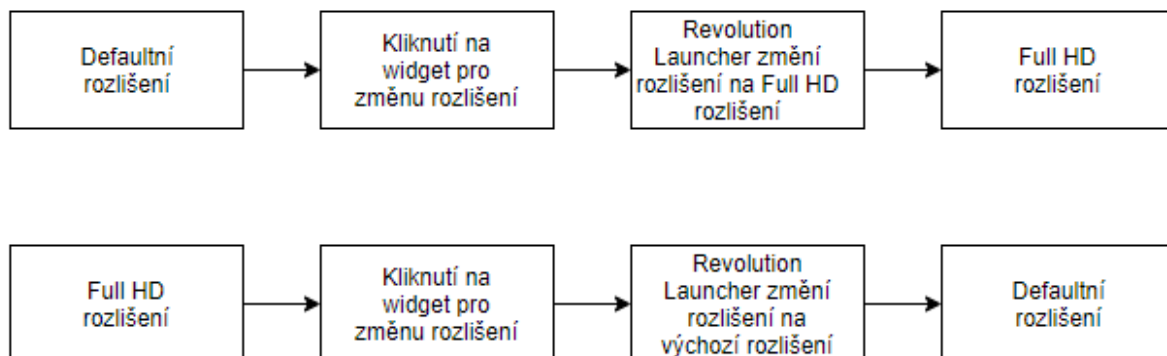 Defaultní
rozlišení
Kliknutí na
widget pro
změnu rozlišení
Revolution
Launcher změní
rozlišení na Full HD
rozlišení
Full HD
rozlišení
Full HD
rozlišení
Kliknutí na
widget pro
změnu rozlišení
Revolution
Launcher změní
rozlišení na
výchozí rozlišení
Defaultní
rozlišení